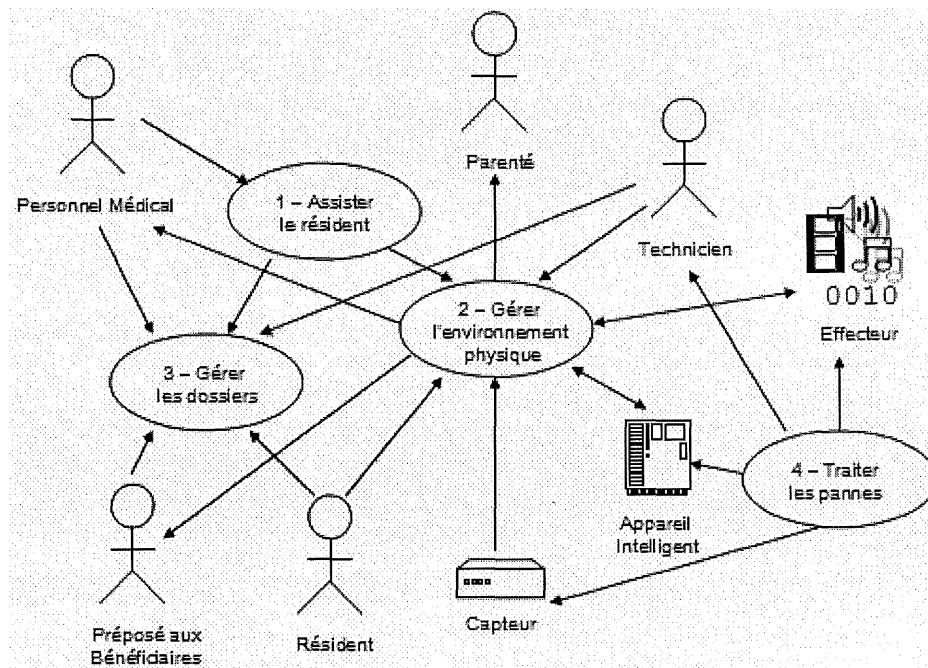 Parenté
Personnel Médical
1 – Assister
le résident
Technicien
0010
Effecteur
2 – Gérer
l'environnement
physique
3 – Gérer
les dossiers
4 – Traiter
les pannes
Appareil
Intelligent
Capteur
Préposé aux
Bénéficiaires
Résident